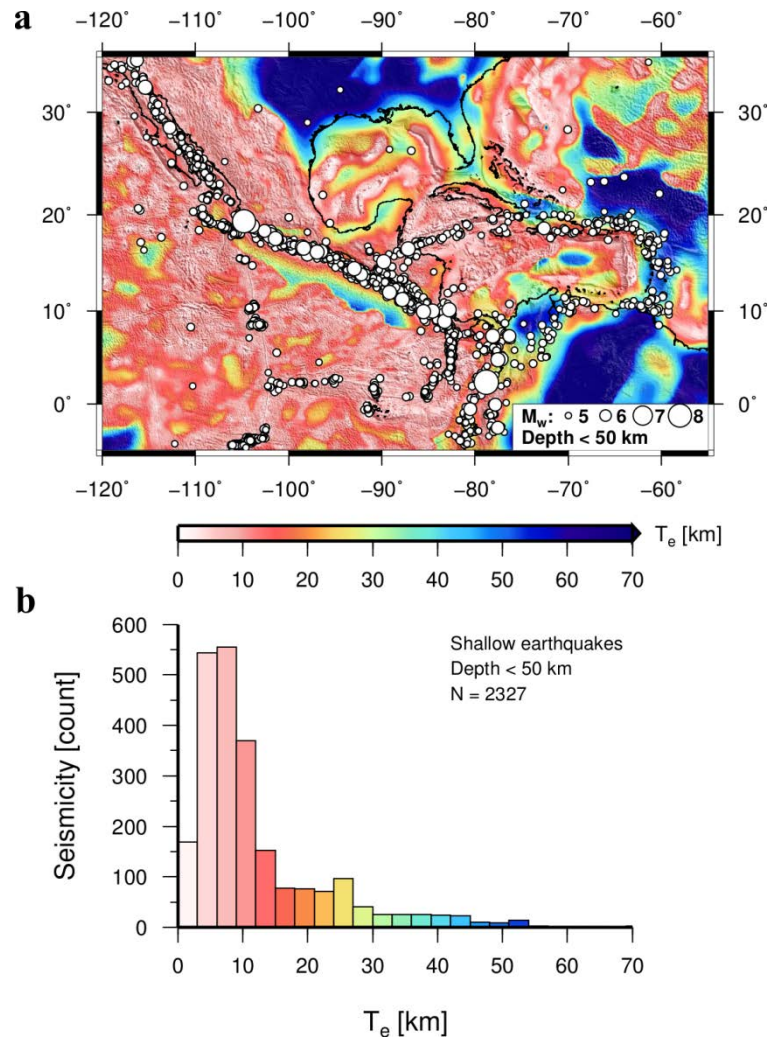 a
−120° −110° −100° −90° −80° −70° −60°
30° 30°
20° 20°
10° 10°
0° 0°
Mw: 5 6 7 8
Depth < 50 km
−120° −110° −100° −90° −80° −70° −60°
Te [km]
0 10 20 30 40 50 60 70
b
600
500
400
300
200
100
0
Seismicity [count]
Shallow earthquakes
Depth < 50 km
N = 2327
0 10 20 30 40 50 60 70
Te [km]